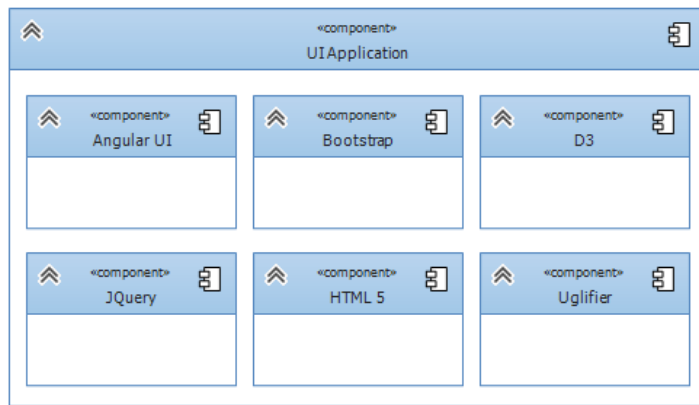 «component»
UIApplication
«component»
Angular UI
«component»
Bootstrap
«component»
D3
«component»
JQuery
«component»
HTML 5
«component»
Uglifier